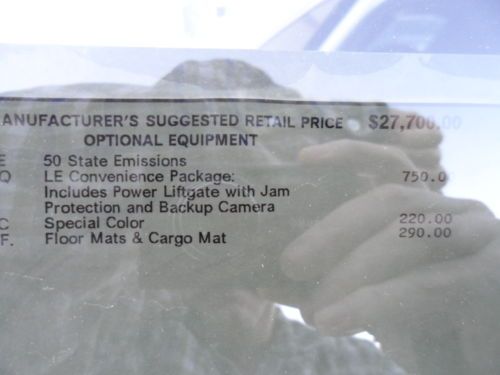 ANUFACTURER'S SUGGESTED RETAIL PRICE $27,700.00
OPTIONAL EQUIPMENT
E 50 State Emissions
Q LE Convenience Package: 750.0
Includes Power Liftgate with Jam
Protection and Backup Camera
C Special Color 220.00
F. Floor Mats & Cargo Mat 290.00